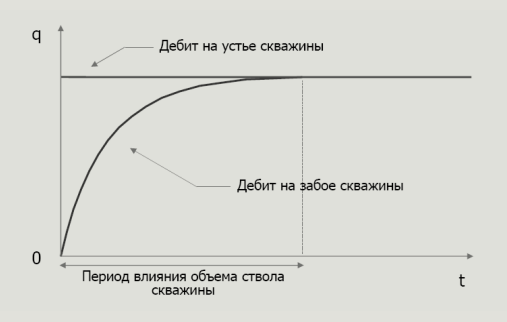 q
Дебит на устье скважины
Дебит на забое скважины
0
Период влияния объема ствола
скважины
t